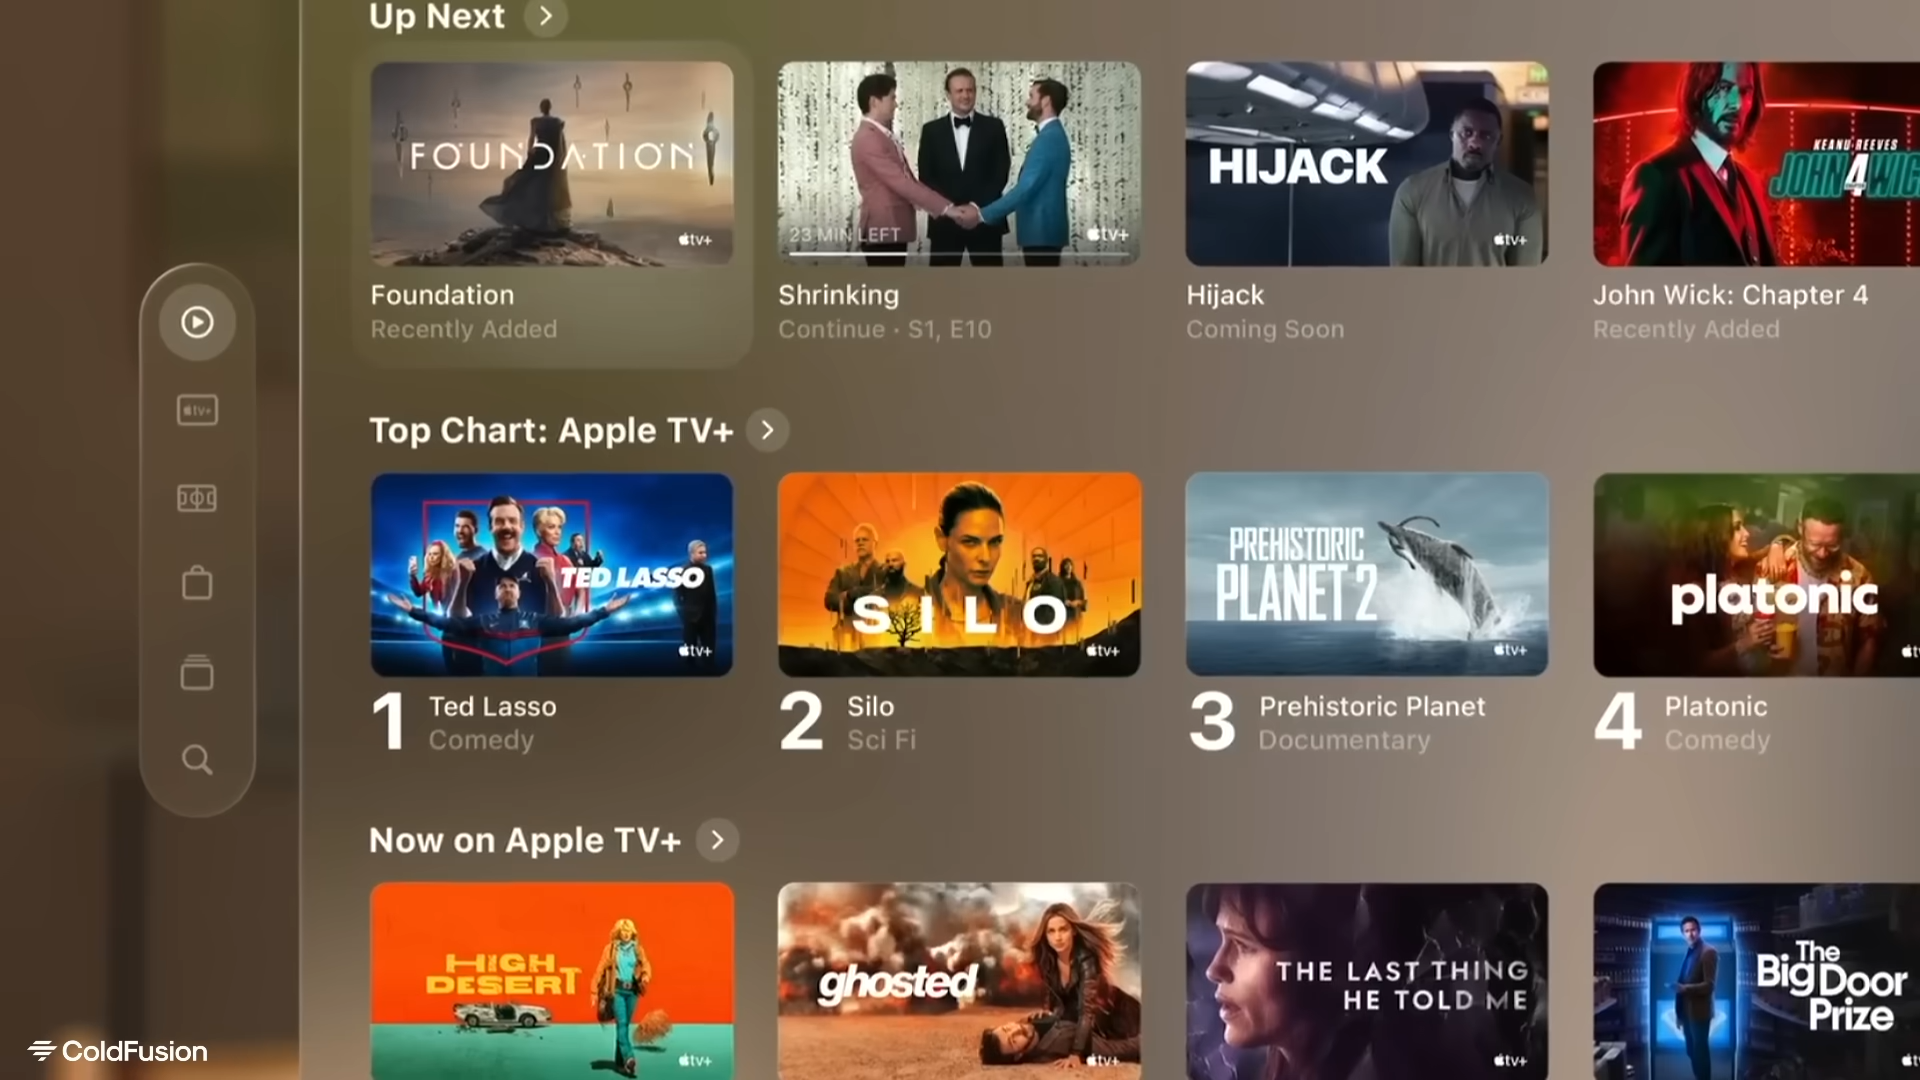 Up Next
FOUNDATION
tv+
Foundation
Recently Added
23 MIN LEFT
tv+
Shrinking
Continue • S1, E10
HIJACK
tv+
Hijack
Coming Soon
KEANU REEVES
JOHN WIC
4
John Wick: Chapter 4
Recently Added
tv+
Top Chart: Apple TV+
TED LASSO
tv+
1
Ted Lasso
Comedy
SILO
tv+
2
Silo
Sci Fi
PREHISTORIC
PLANET 2
tv+
3
Prehistoric Planet
Documentary
platonic
4
Platonic
Comedy
Now on Apple TV+
HIGH
DESERT
tv+
ghosted
tv+
THE LAST THING
HE TOLD ME
tv+
The
Big Door
Prize
ColdFusion